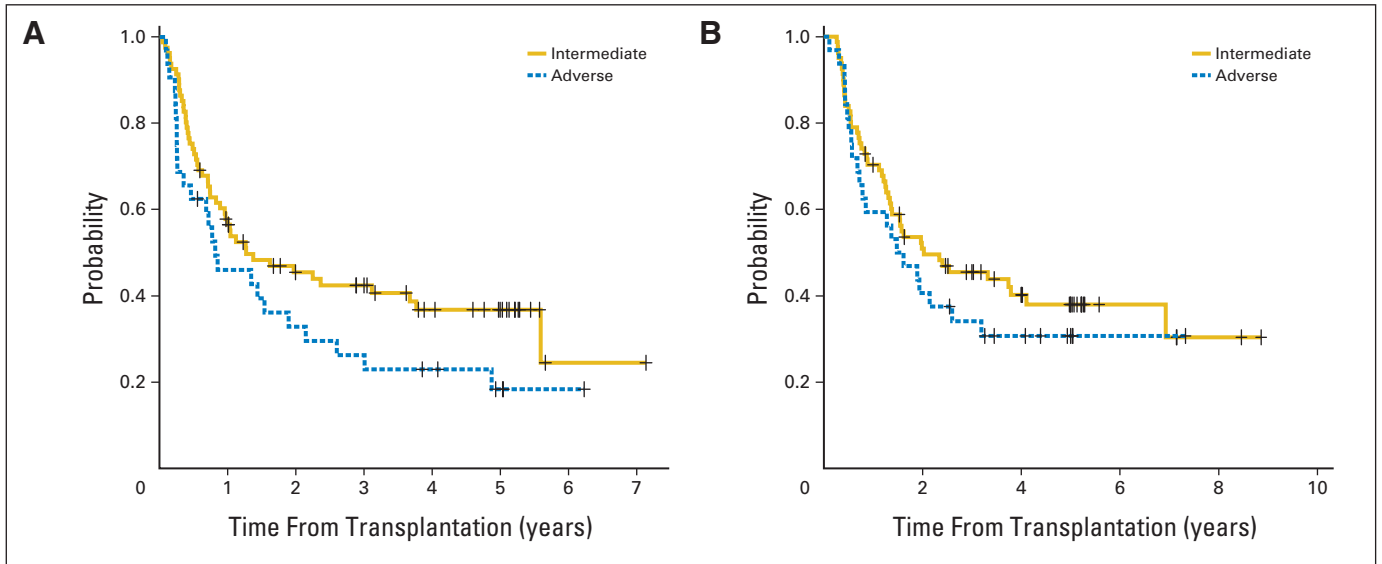 A
Intermediate
Adverse
Probability
1.0
0.8
0.6
0.4
0.2
0 1 2 3 4 5 6 7
Time From Transplantation (years)
B
Intermediate
Adverse
Probability
1.0
0.8
0.6
0.4
0.2
0 2 4 6 8 10
Time From Transplantation (years)